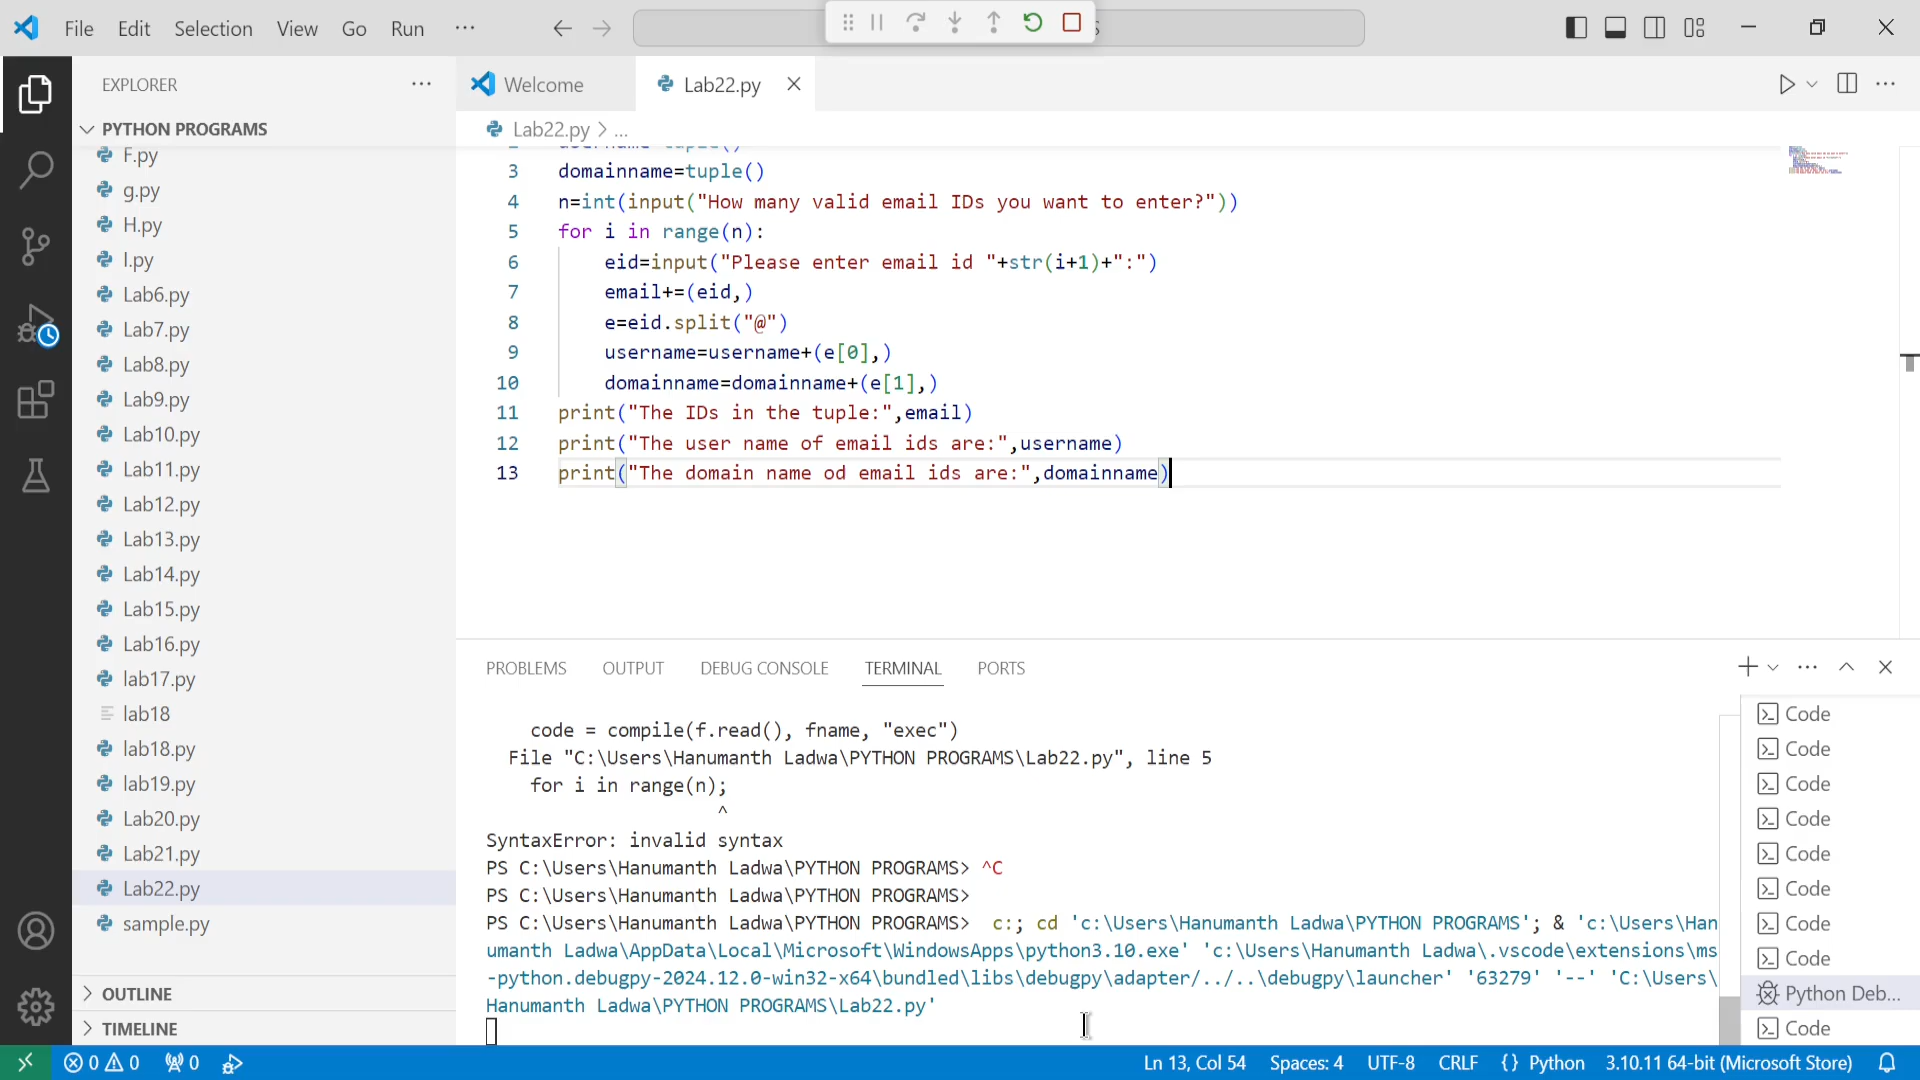 File Edit Selection View Go Run ...
EXPLORER
PYTHON PROGRAMS
F.py
g.py
H.py
I.py
Lab6.py
Lab7.py
Lab8.py
Lab9.py
Lab10.py
Lab11.py
Lab12.py
Lab13.py
Lab14.py
Lab15.py
Lab16.py
lab17.py
lab18
lab18.py
lab19.py
Lab20.py
Lab21.py
Lab22.py
sample.py
OUTLINE
TIMELINE
Welcome
Lab22.py
Lab22.py > ...
3 domainname=tuple()
4 n=int(input("How many valid email IDs you want to enter?"))
5 for i in range(n):
6 eid=input("Please enter email id "+str(i+1)+":")
7 email+=(eid,)
8 e=eid.split("@")
9 username=username+(e[0],)
10 domainname=domainname+(e[1],)
11 print("The IDs in the tuple:",email)
12 print("The user name of email ids are:",username)
13 print("The domain name od email ids are:",domainname)
PROBLEMS OUTPUT DEBUG CONSOLE TERMINAL PORTS
code = compile(f.read(), fname, "exec")
File "C:\Users\Hanumanth Ladwa\PYTHON PROGRAMS\Lab22.py", line 5
for i in range(n);
^
SyntaxError: invalid syntax
PS C:\Users\Hanumanth Ladwa\PYTHON PROGRAMS> ^C
PS C:\Users\Hanumanth Ladwa\PYTHON PROGRAMS>
PS C:\Users\Hanumanth Ladwa\PYTHON PROGRAMS> c:; cd 'c:\Users\Hanumanth Ladwa\PYTHON PROGRAMS'; & 'c:\Users\Han
umanth Ladwa\AppData\Local\Microsoft\WindowsApps\python3.10.exe' 'c:\Users\Hanumanth Ladwa\.vscode\extensions\ms
-python.debugpy-2024.12.0-win32-x64\bundled\libs\debugpy\adapter/../..\debugpy\launcher' '63279' '--' 'C:\Users\
Hanumanth Ladwa\PYTHON PROGRAMS\Lab22.py'
Code
Code
Code
Code
Code
Code
Code
Code
Python Deb...
Code
0 0 0
Ln 13, Col 54 Spaces: 4 UTF-8 CRLF {} Python 3.10.11 64-bit (Microsoft Store)